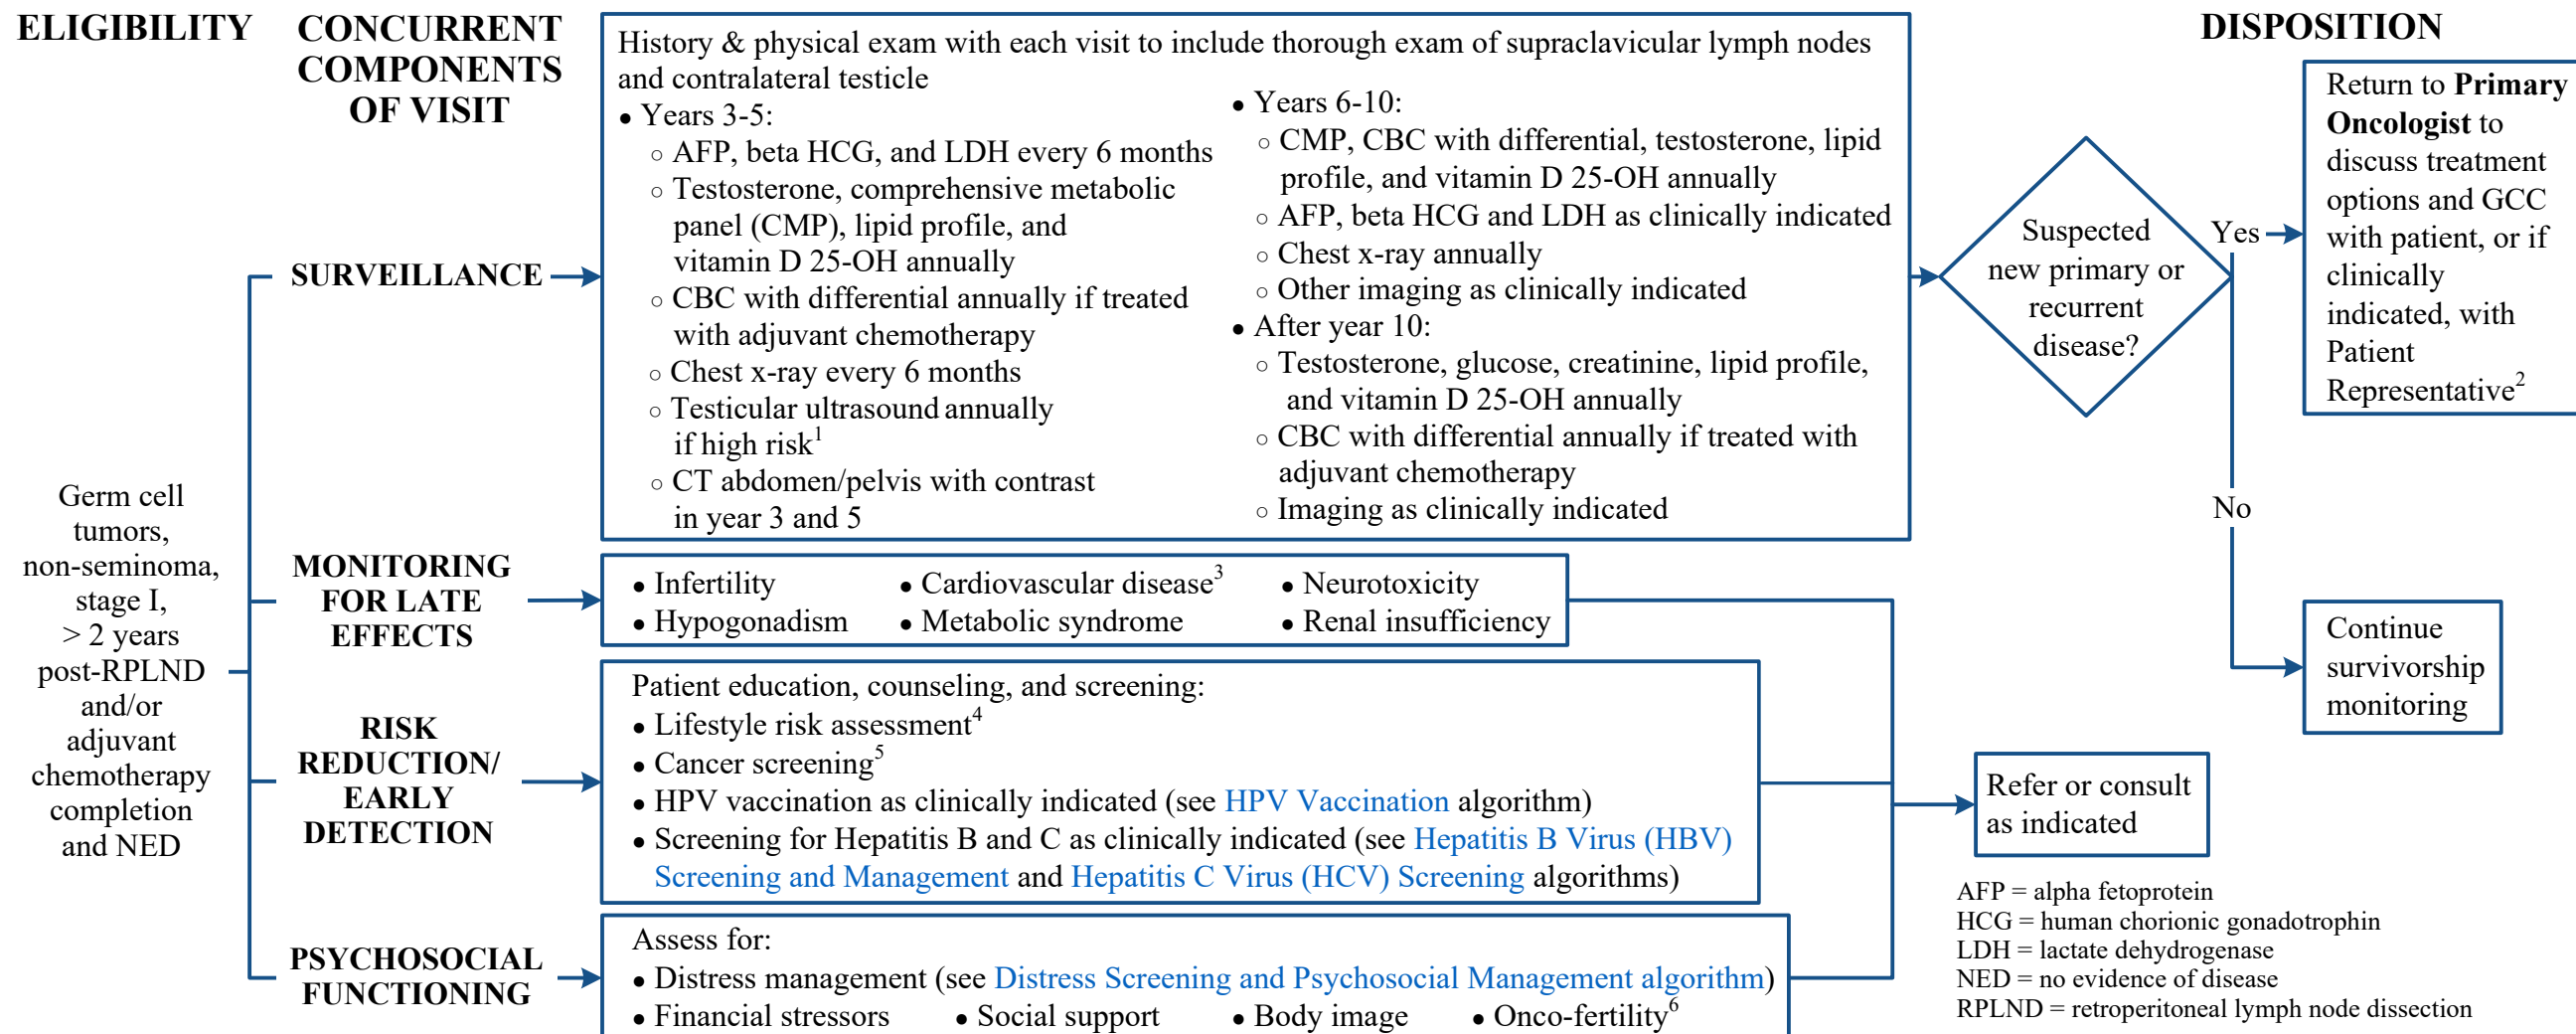 ELIGIBILITY
CONCURRENT
COMPONENTS
OF VISIT
DISPOSITION
Germ cell
tumors,
non-seminoma,
stage I,
> 2 years
post-RPLND
and/or
adjuvant
chemotherapy
completion
and NED
SURVEILLANCE
History & physical exam with each visit to include thorough exam of supraclavicular lymph nodes
and contralateral testicle
● Years 3-5:
○ AFP, beta HCG, and LDH every 6 months
○ Testosterone, comprehensive metabolic
panel (CMP), lipid profile, and
vitamin D 25-OH annually
○ CBC with differential annually if treated
with adjuvant chemotherapy
○ Chest x-ray every 6 months
○ Testicular ultrasound annually
if high risk1
○ CT abdomen/pelvis with contrast
in year 3 and 5
● Years 6-10:
○ CMP, CBC with differential, testosterone, lipid
profile, and vitamin D 25-OH annually
○ AFP, beta HCG and LDH as clinically indicated
○ Chest x-ray annually
○ Other imaging as clinically indicated
● After year 10:
○ Testosterone, glucose, creatinine, lipid profile,
and vitamin D 25-OH annually
○ CBC with differential annually if treated with
adjuvant chemotherapy
○ Imaging as clinically indicated
Suspected
new primary or
recurrent
disease?
Yes
Return to Primary
Oncologist to
discuss treatment
options and GCC
with patient, or if
clinically
indicated, with
Patient
Representative2
No
Continue
survivorship
monitoring
MONITORING
FOR LATE
EFFECTS
● Infertility ● Cardiovascular disease3 ● Neurotoxicity
● Hypogonadism ● Metabolic syndrome ● Renal insufficiency
RISK
REDUCTION/
EARLY
DETECTION
Patient education, counseling, and screening:
● Lifestyle risk assessment4
● Cancer screening5
● HPV vaccination as clinically indicated (see HPV Vaccination algorithm)
● Screening for Hepatitis B and C as clinically indicated (see Hepatitis B Virus (HBV)
Screening and Management and Hepatitis C Virus (HCV) Screening algorithms)
Refer or consult
as indicated
PSYCHOSOCIAL
FUNCTIONING
Assess for:
● Distress management (see Distress Screening and Psychosocial Management algorithm)
● Financial stressors ● Social support ● Body image ● Onco-fertility6
AFP = alpha fetoprotein
HCG = human chorionic gonadotrophin
LDH = lactate dehydrogenase
NED = no evidence of disease
RPLND = retroperitoneal lymph node dissection